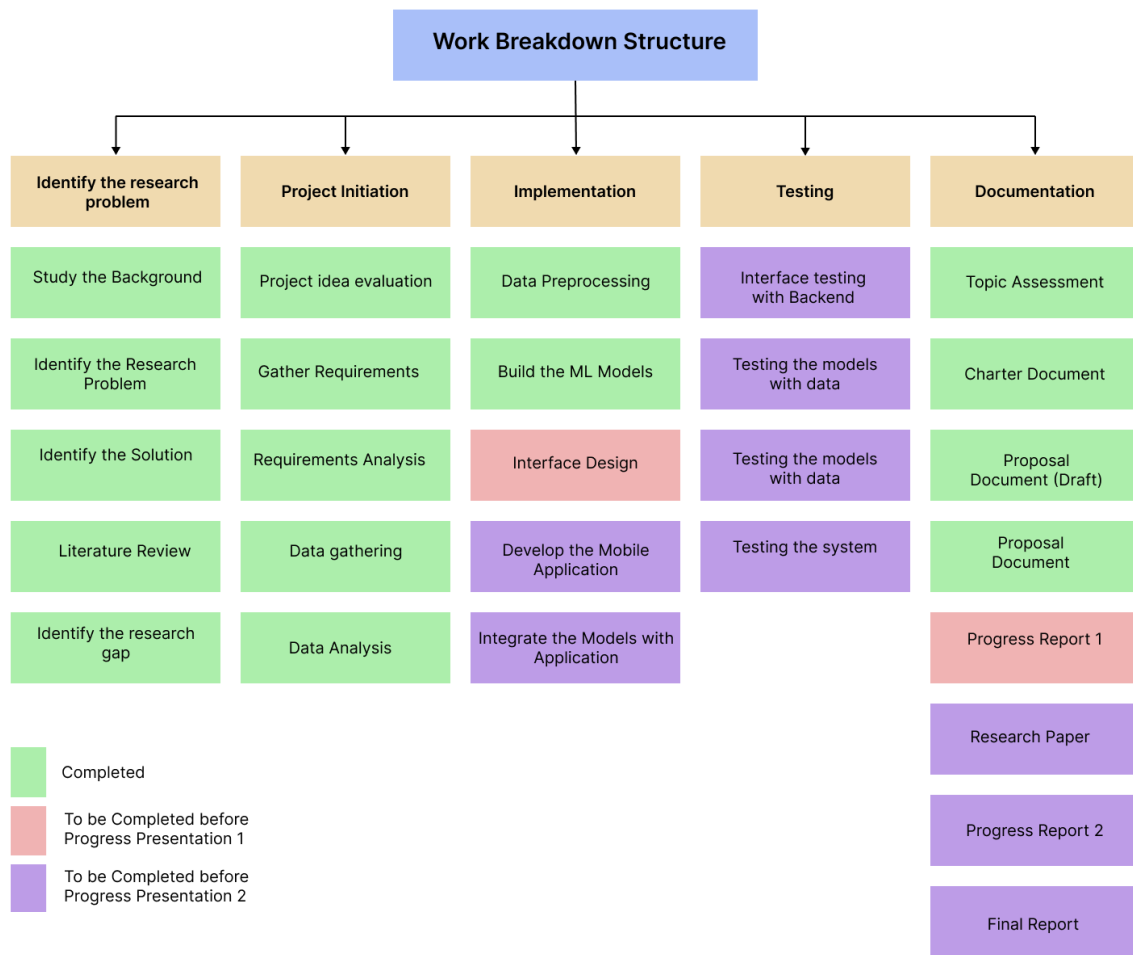 Work Breakdown Structure
Identify the research
problem
Study the Background
Identify the Research
Problem
Identify the Solution
Literature Review
Identify the research
gap
Project Initiation
Project idea evaluation
Gather Requirements
Requirements Analysis
Data gathering
Data Analysis
Implementation
Data Preprocessing
Build the ML Models
Interface Design
Develop the Mobile
Application
Integrate the Models with
Application
Testing
Interface testing
with Backend
Testing the models
with data
Testing the models
with data
Testing the system
Documentation
Topic Assessment
Charter Document
Proposal
Document (Draft)
Proposal
Document
Progress Report 1
Research Paper
Progress Report 2
Final Report
Completed
To be Completed before
Progress Presentation 1
To be Completed before
Progress Presentation 2